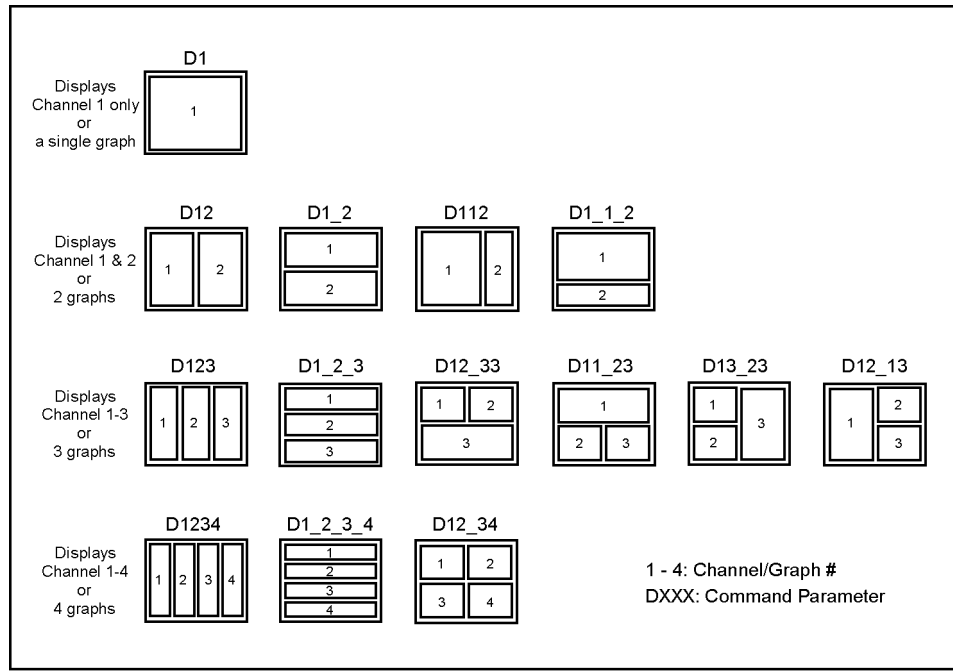 D1
Displays
Channel 1 only
or
a single graph
1
D12
D1_2
D112
D1_1_2
Displays
Channel 1 & 2
or
2 graphs
1
2
1
2
1
2
1
2
D123
D1_2_3
D12_33
D11_23
D13_23
D12_13
Displays
Channel 1-3
or
3 graphs
1
2
3
1
2
3
1
2
3
1
2
3
1
2
3
1
2
3
D1234
D1_2_3_4
D12_34
Displays
Channel 1-4
or
4 graphs
1
2
3
4
1
2
3
4
1
2
3
4
1 - 4: Channel/Graph #
DXXX: Command Parameter